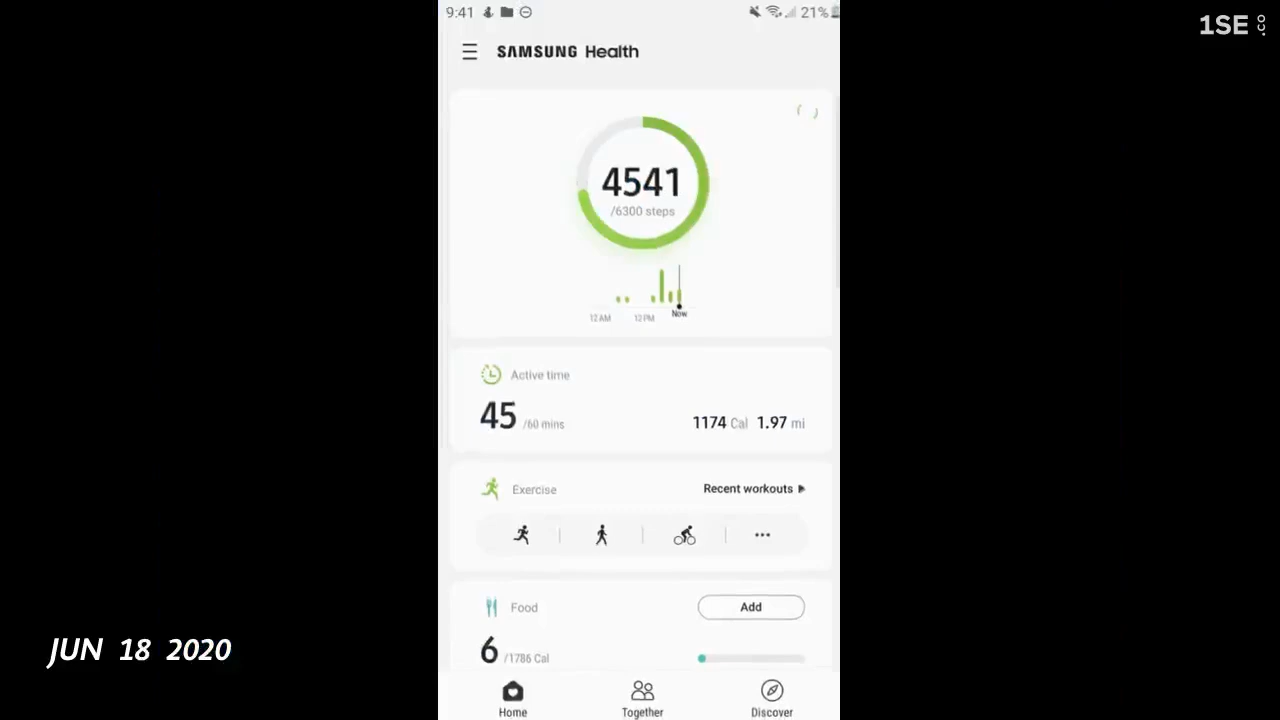 9:41 21%
1SE.co
SAMSUNG Health
4541
/6300 steps
12 AM 12 PM Now
Active time
45 /60 mins 1174 Cal 1.97 mi
Exercise Recent workouts
Food Add
6 /1786 Cal
JUN 18 2020
Home Together Discover